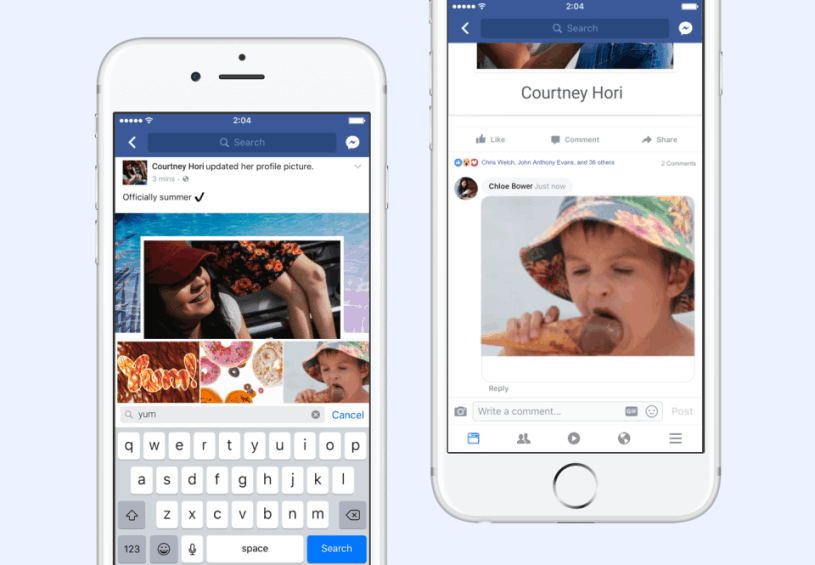 2:04
Search
Courtney Hori updated her profile picture.
3 mins
Officially summer ✔
Yum!
yum
Cancel
q w e r t y u i o p
a s d f g h j k l
z x c v b n m
123
space
Search
2:04
Search
Courtney Hori
Like
Comment
Share
Chris Welch, John Anthony Evans, and 36 others
2 Comments
Chloe Bower Just now
Reply
Write a comment...
GIF
Post